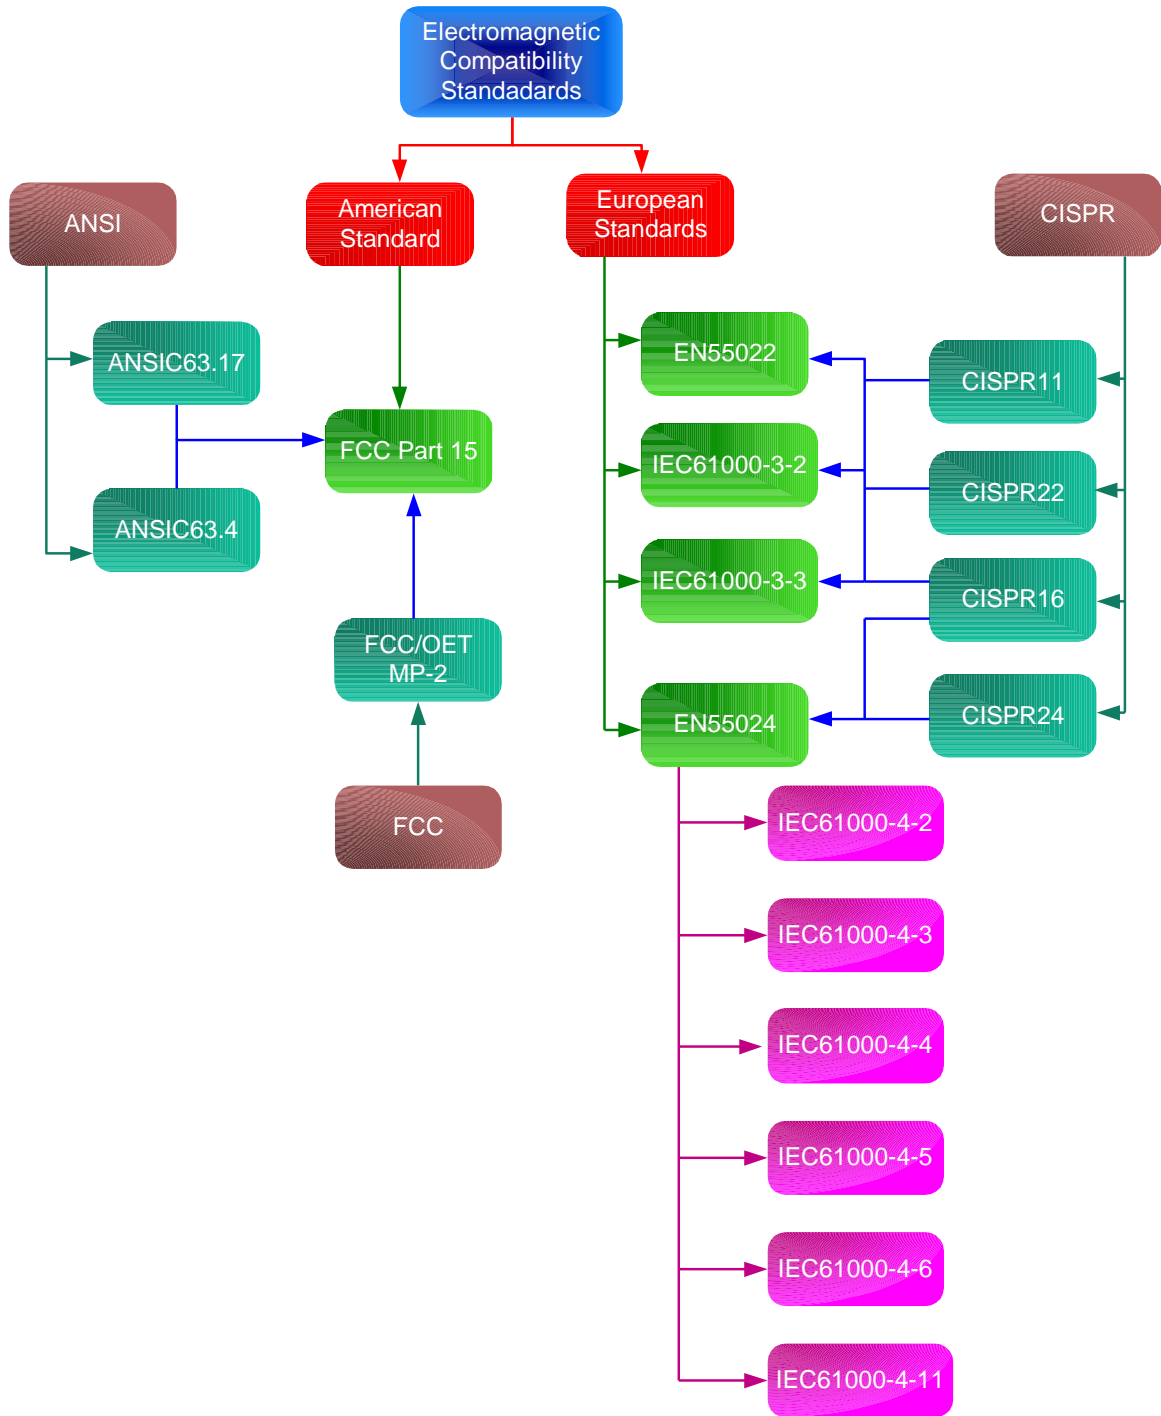 Electromagnetic
Compatibility
Standadards
ANSI
American
Standard
European
Standards
CISPR
ANSIC63.17
EN55022
CISPR11
FCC Part 15
IEC61000-3-2
CISPR22
ANSIC63.4
IEC61000-3-3
CISPR16
FCC/OET
MP-2
EN55024
CISPR24
FCC
IEC61000-4-2
IEC61000-4-3
IEC61000-4-4
IEC61000-4-5
IEC61000-4-6
IEC61000-4-11